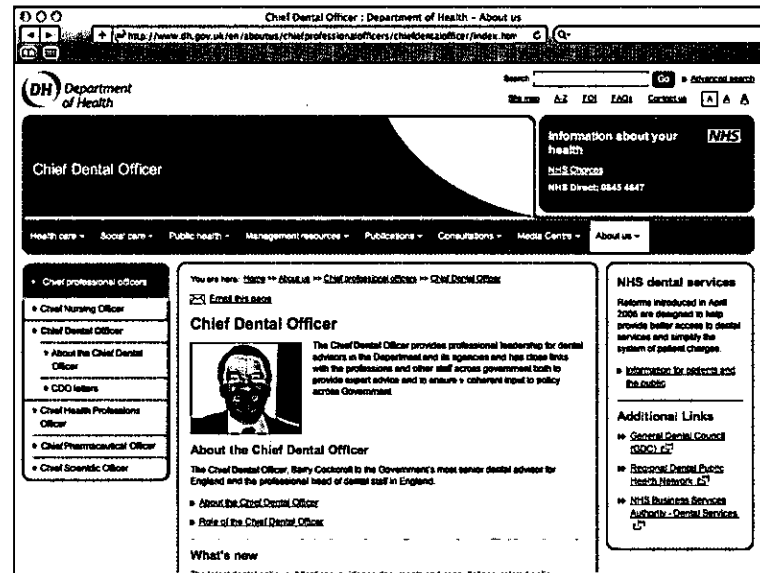 Chief Dental Officer : Department of Health – About us
http://www.dh.gov.uk/en/aboutus/chiefprofessionalofficers/chiefdentalofficer/index.htm
Search
Go
Advanced search
DH Department
of Health
Site map A-Z FOI FAQs Contact us A A A
Chief Dental Officer
Information about your
health
NHS
NHS Choices
NHS Direct: 0845 4647
Health care
Social care
Public health
Management resources
Publications
Consultations
Media Centre
About us
Chief professional officers
Chief Nursing Officer
Chief Dental Officer
About the Chief Dental
Officer
CDO letters
Chief Health Professions
Officer
Chief Pharmaceutical Officer
Chief Scientific Officer
You are here: Home >> About us >> Chief professional officers >> Chief Dental Officer
Email this page
Chief Dental Officer
The Chief Dental Officer provides professional leadership for dental
advisors in the Department and its agencies and has close links
with the professions and other staff across government both to
provide expert advice and to ensure a coherent input to policy
across Government
About the Chief Dental Officer
The Chief Dental Officer, Barry Cockcroft is the Government's most senior dental advisor for
England and the professional head of dental staff in England.
About the Chief Dental Officer
Role of the Chief Dental Officer
What's new
NHS dental services
Reforms introduced in April
2006 are designed to help
provide better access to dental
services and simplify the
system of patient charges.
Information for patients and
the public
Additional Links
General Dental Council
(GDC)
Regional Dental Public
Health Network
NHS Business Services
Authority - Dental Services